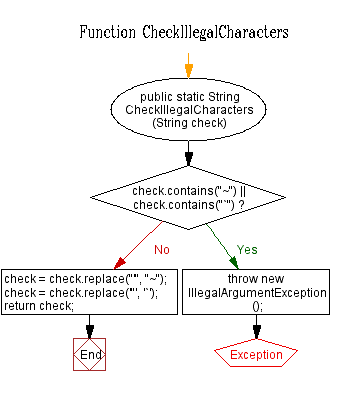 Function CheckIllegalCharacters
public static String
CheckIllegalCharacters
(String check)
check.contains("~") ||
check.contains("`") ?
No
Yes
check = check.replace("'", "~");
check = check.replace('"', '`');
return check;
throw new
IllegalArgumentException
();
End
Exception